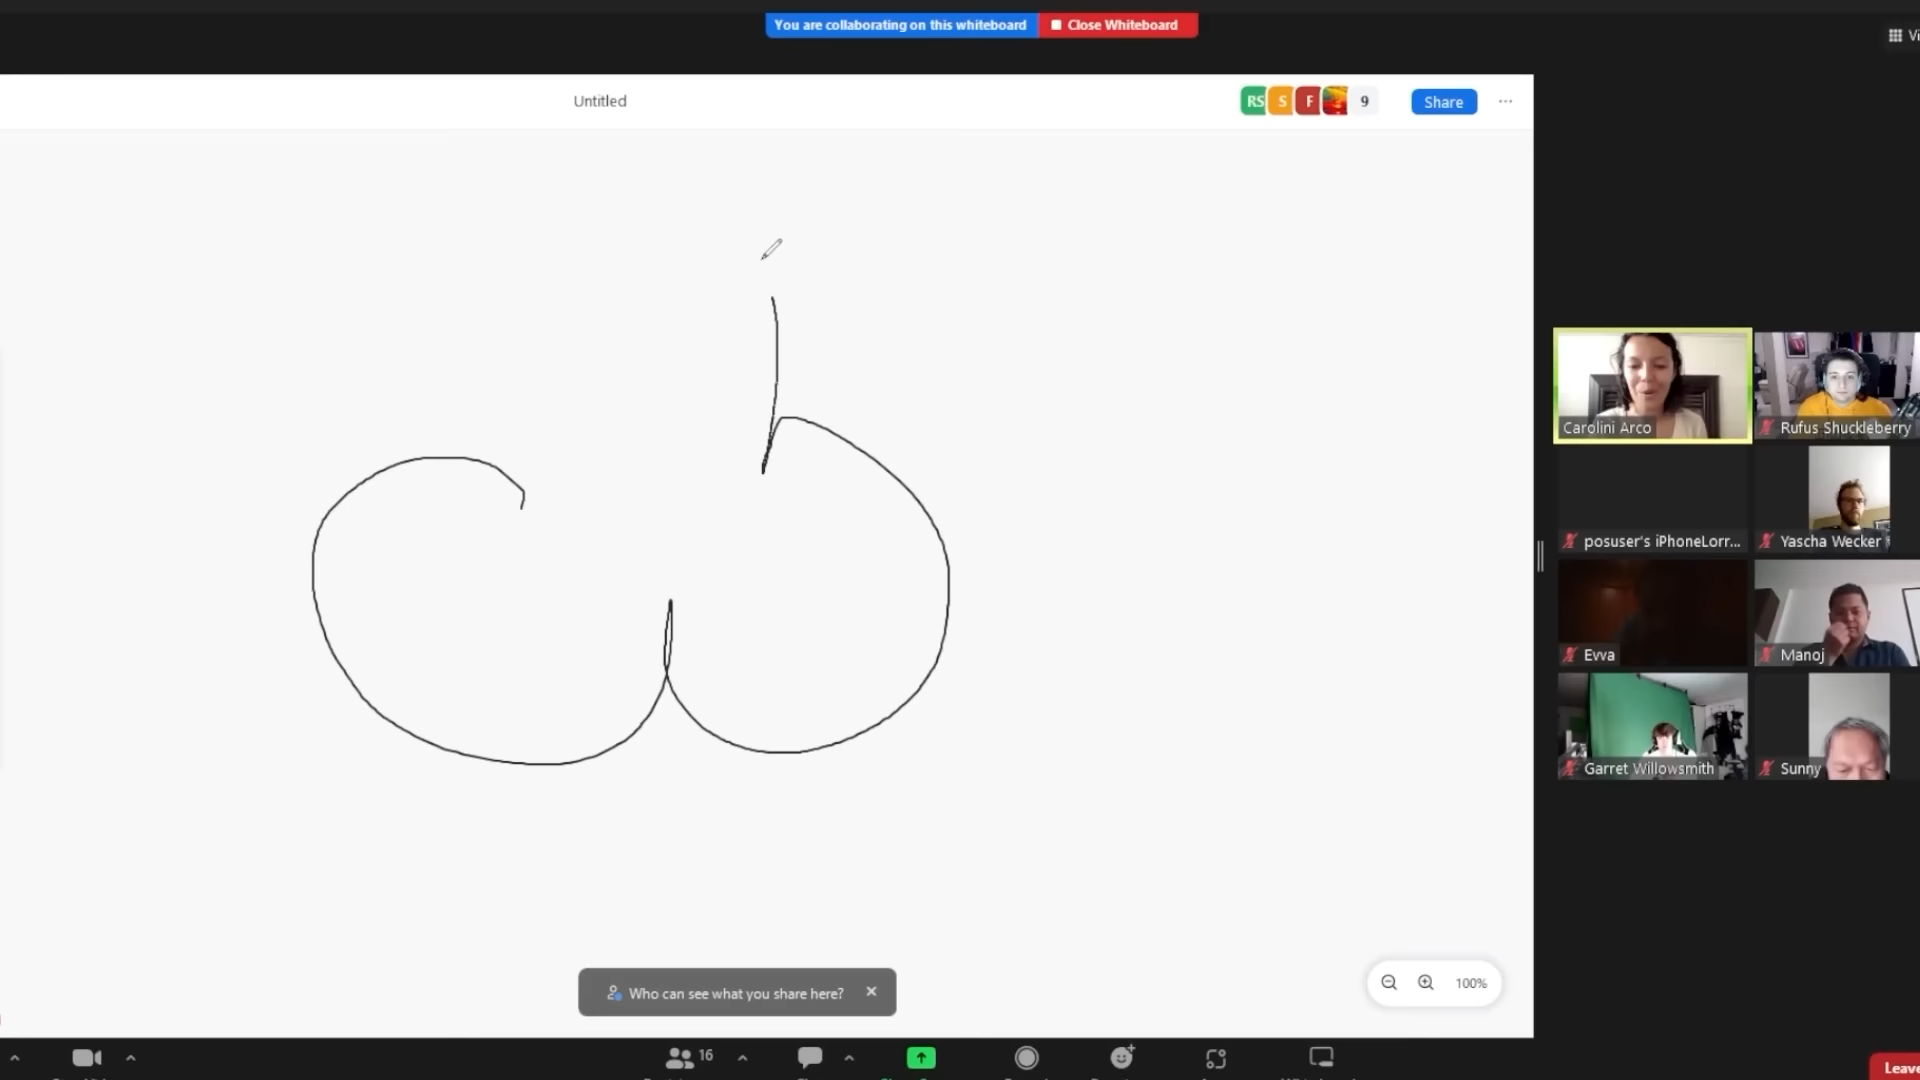 You are collaborating on this whiteboard Close Whiteboard
Untitled
RS S F 9 Share
Carolini Arco
Rufus Shuckleberry
posuser's iPhoneLorr...
Yascha Wecker
Evva
Manoj
Garret Willowsmith
Sunny
Who can see what you share here?
100%
16
Leave